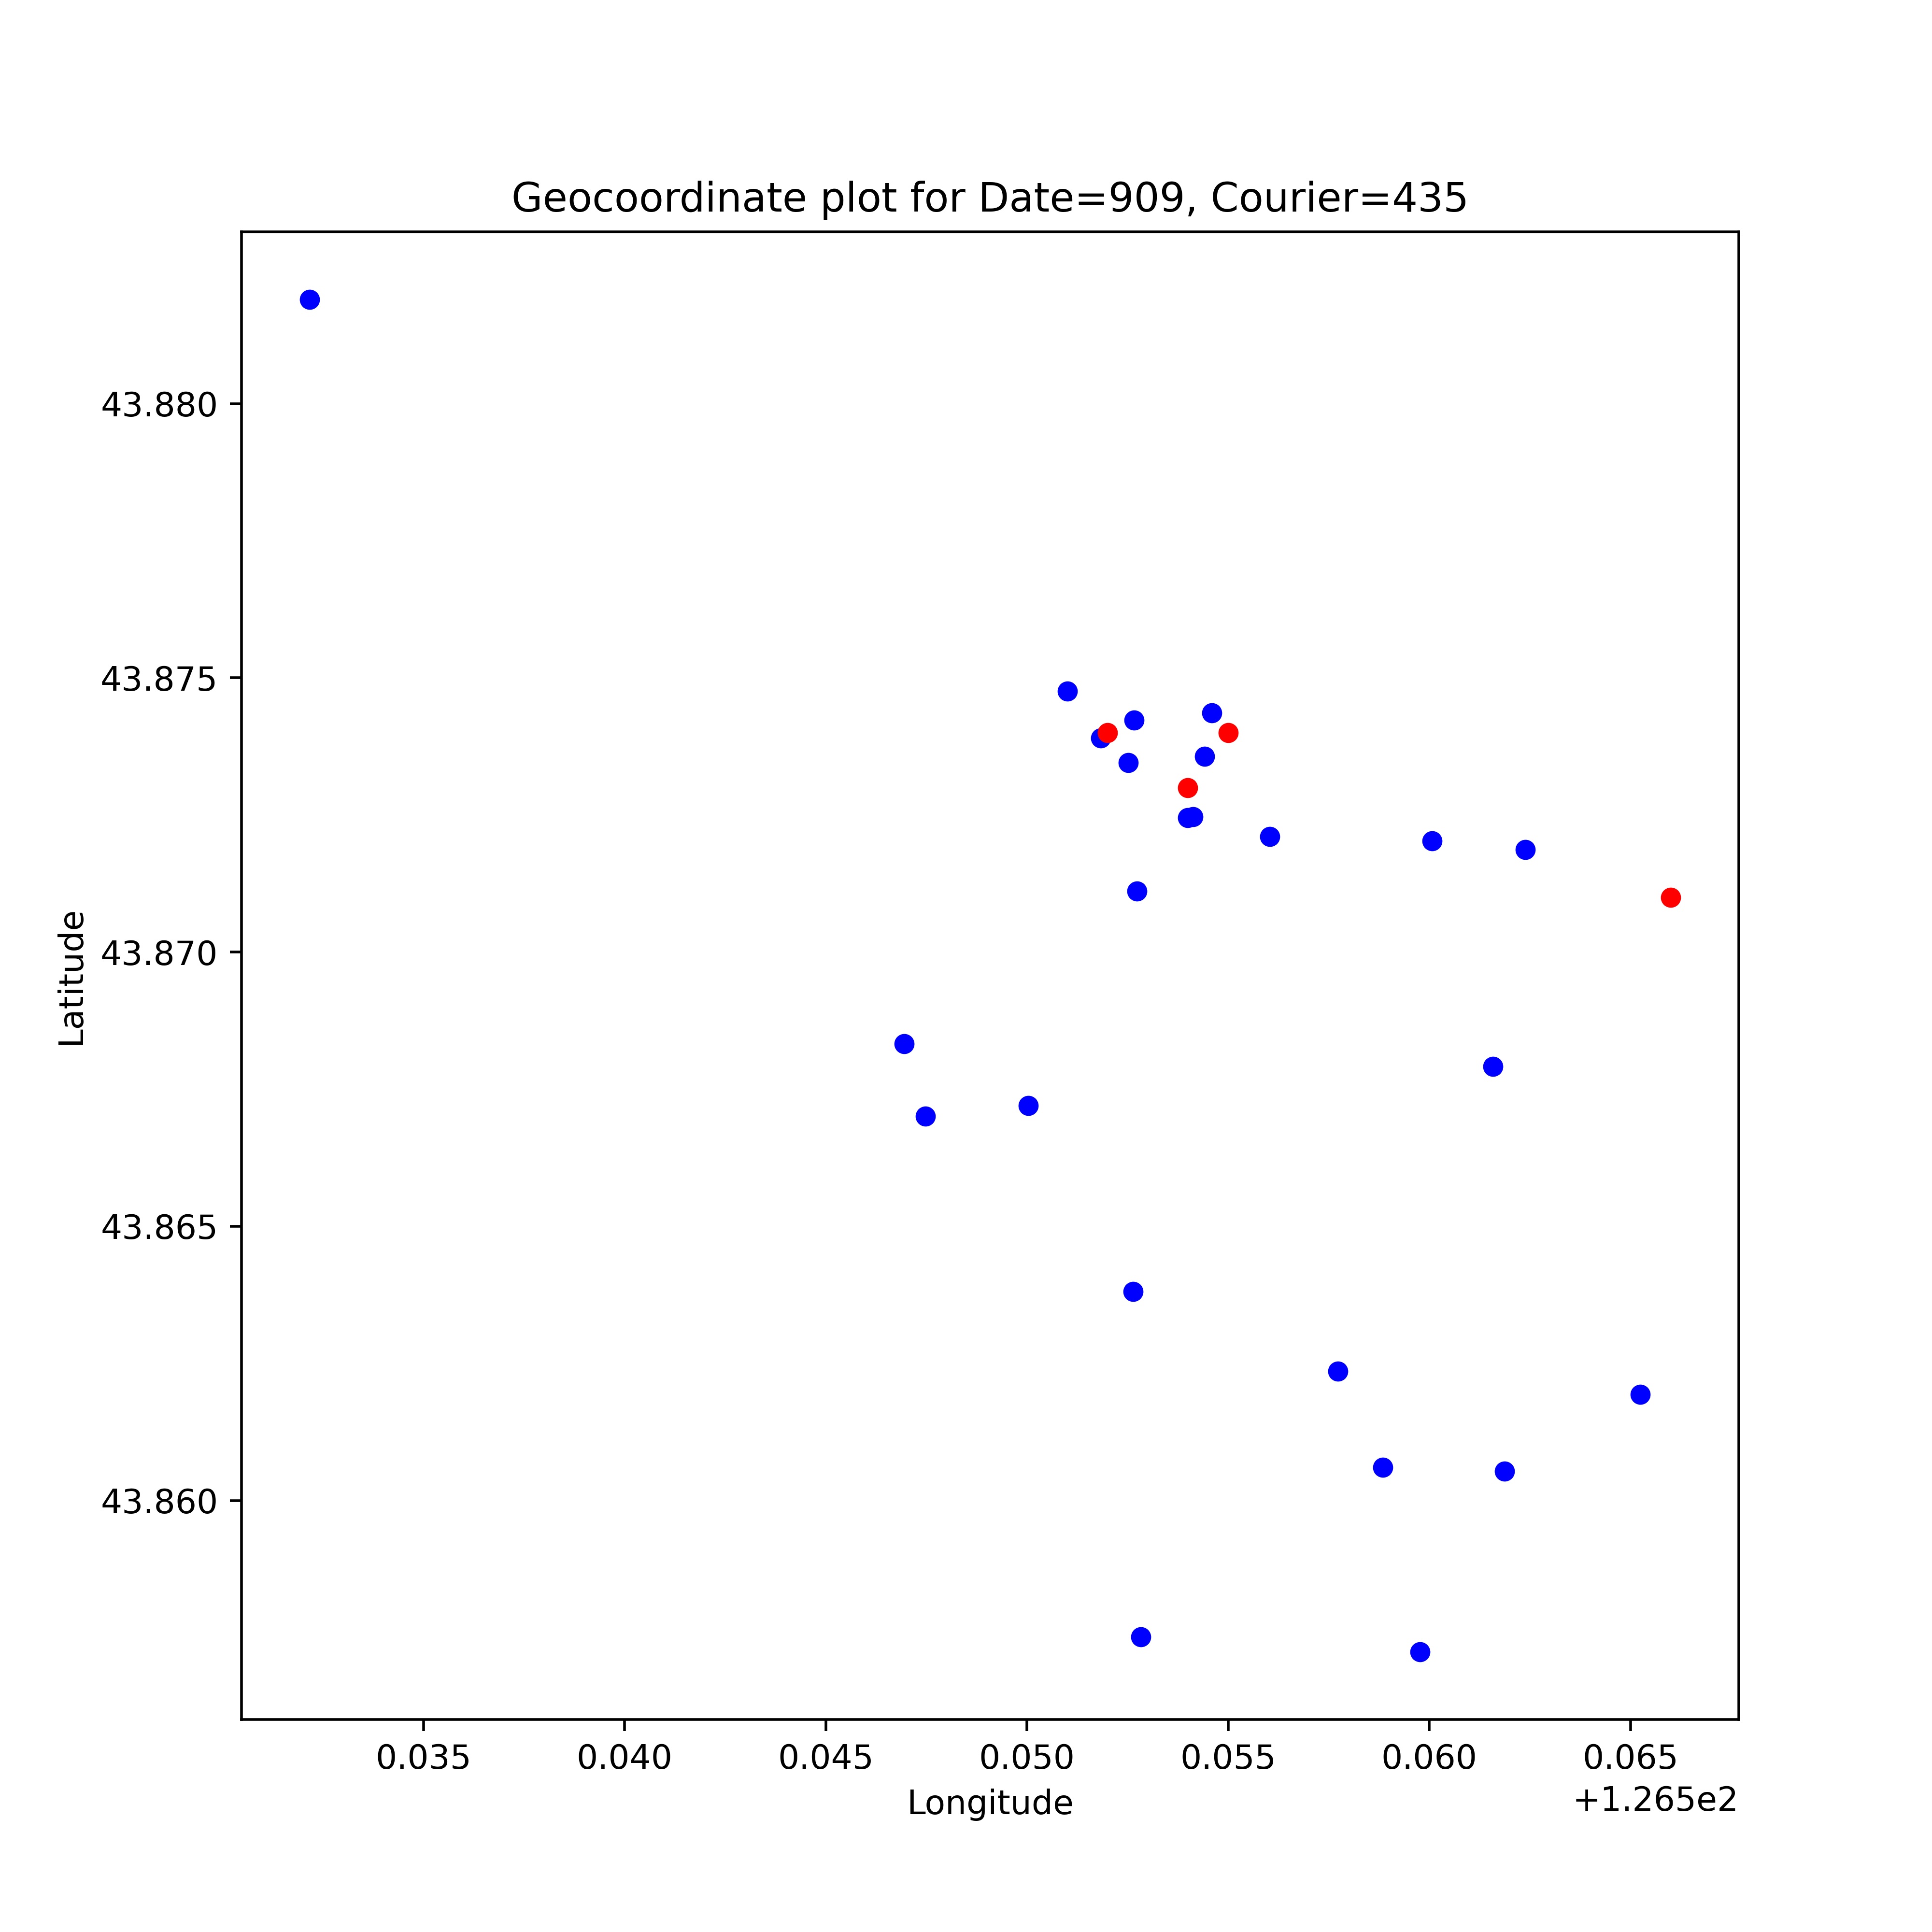 Geocoordinate plot for Date=909, Courier=435
43.880
43.875
43.870
43.865
43.860
Latitude
0.035 0.040 0.045 0.050 0.055 0.060 0.065
+1.265e2
Longitude